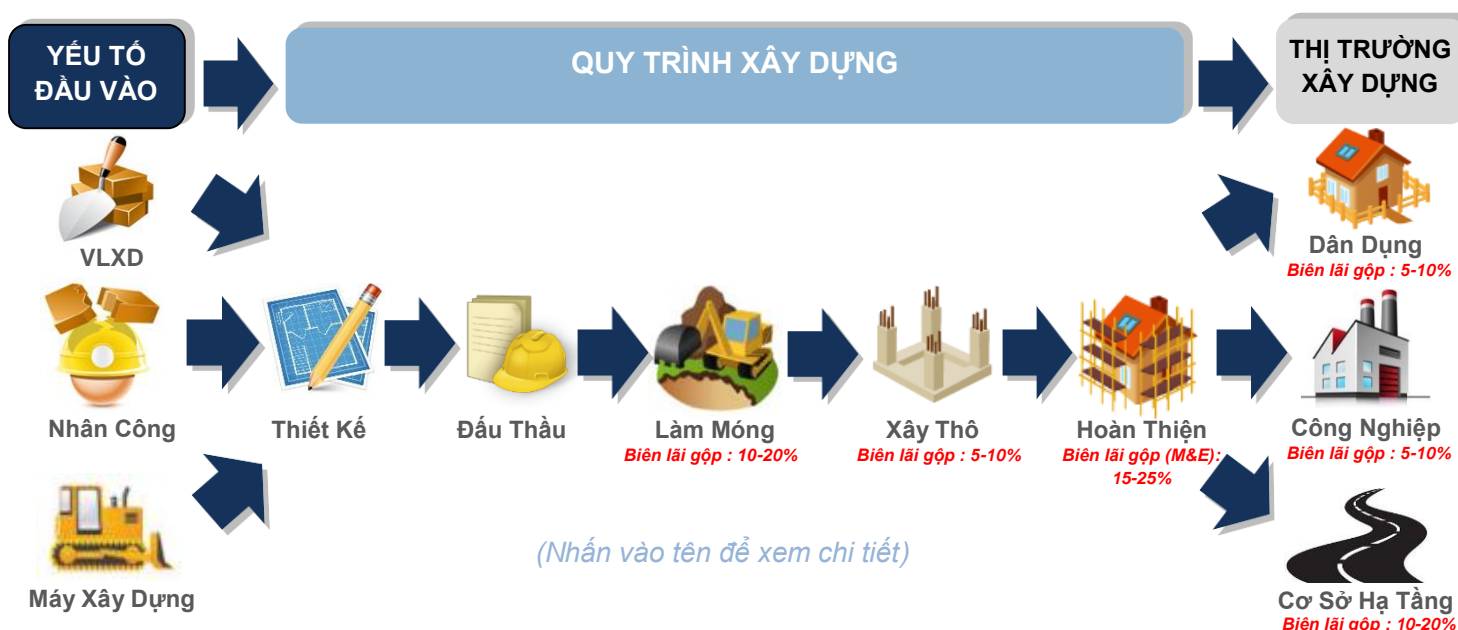 YẾU TỐ
ĐẦU VÀO
QUY TRÌNH XÂY DỰNG
THỊ TRƯỜNG
XÂY DỰNG
VLXD
Dân Dụng
Biên lãi gộp : 5-10%
Nhân Công
Thiết Kế
Đấu Thầu
Làm Móng
Biên lãi gộp : 10-20%
Xây Thô
Biên lãi gộp : 5-10%
Hoàn Thiện
Biên lãi gộp (M&E):
15-25%
Công Nghiệp
Biên lãi gộp : 5-10%
(Nhấn vào tên để xem chi tiết)
Máy Xây Dựng
Cơ Sở Hạ Tầng
Biên lãi gộp : 10-20%